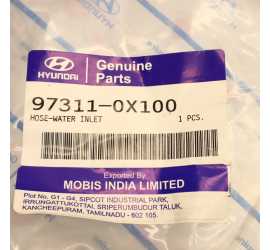 HYUNDAI
Genuine
Parts
97311-0X100
HOSE-WATER INLET 1 PCS.
Exported By
MOBIS INDIA LIMITED
Plot No. G1 - G4, SIPCOT INDUSTRIAL PARK,
IRRUNGATTUKOTTAI, SRIPERUMBUDUR TALUK,
KANCHEEPURAM, TAMILNADU - 602 105.